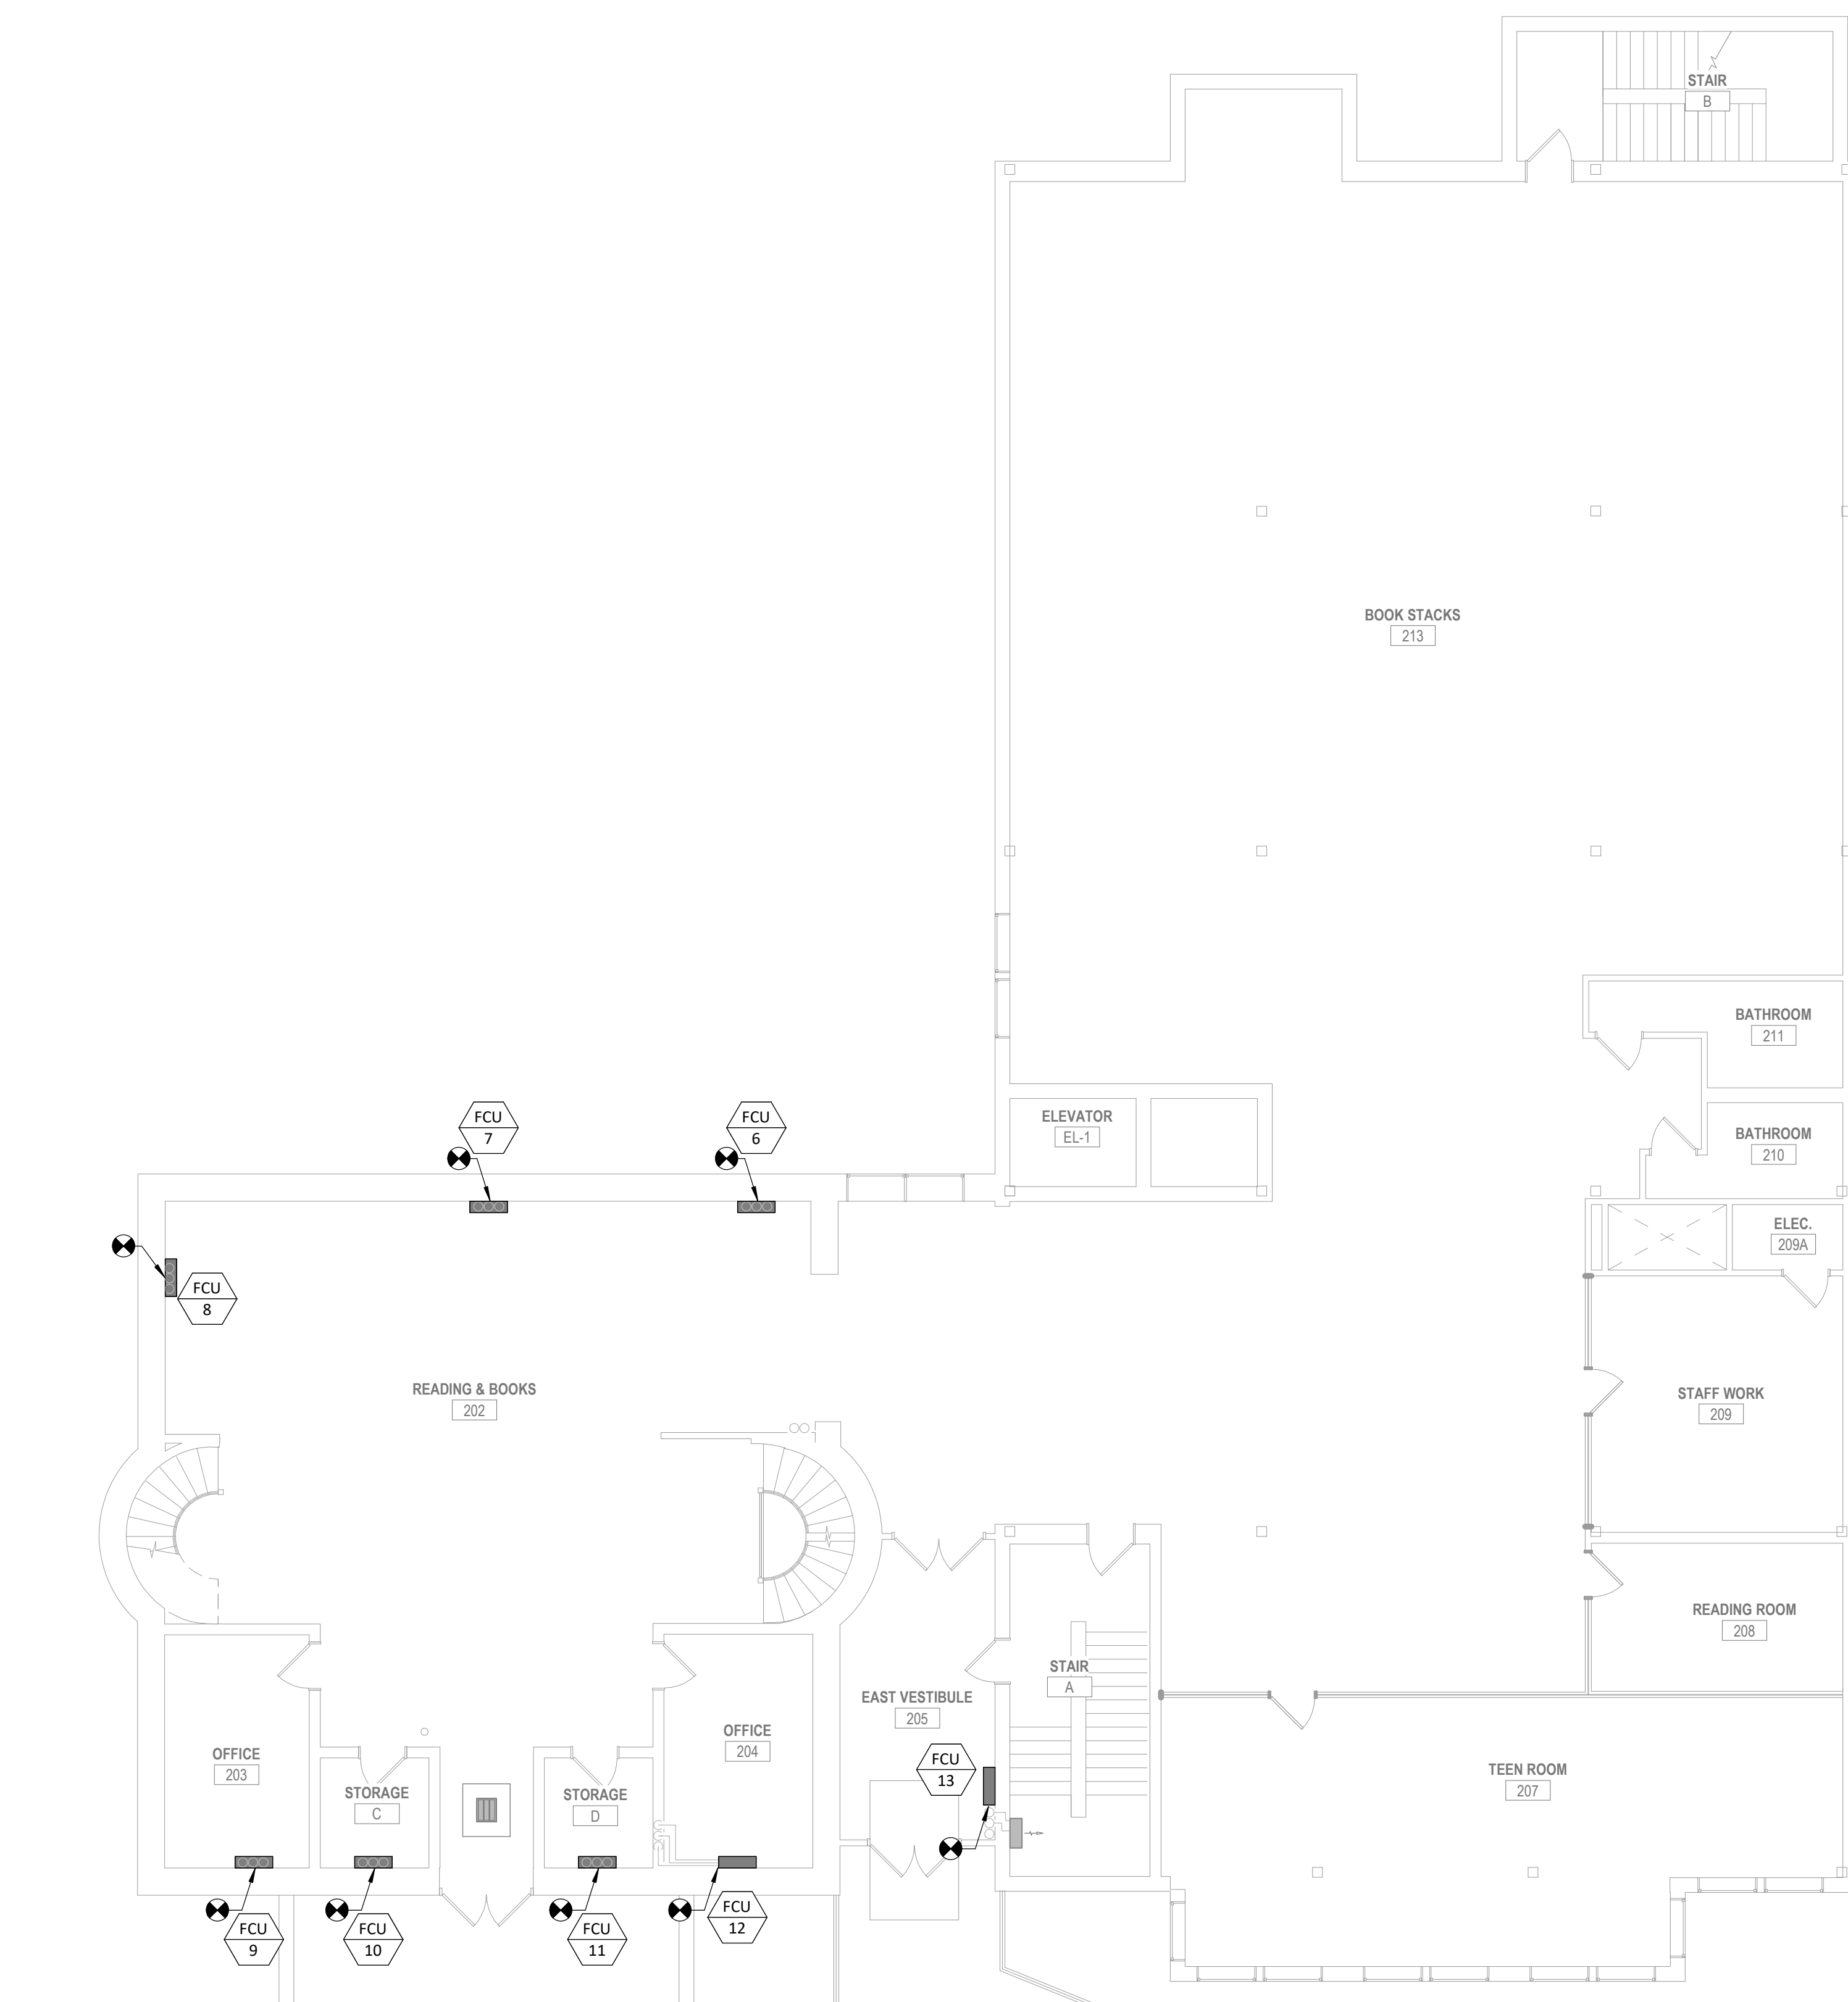 STAIR
B
BOOK STACKS
213
BATHROOM
211
FCU
7
FCU
6
ELEVATOR
EL-1
BATHROOM
210
ELEC.
209A
FCU
8
READING & BOOKS
202
STAFF WORK
209
READING ROOM
208
STAIR
A
EAST VESTIBULE
205
OFFICE
204
OFFICE
203
FCU
13
TEEN ROOM
207
STORAGE
C
STORAGE
D
FCU
12
FCU
9
FCU
10
FCU
11